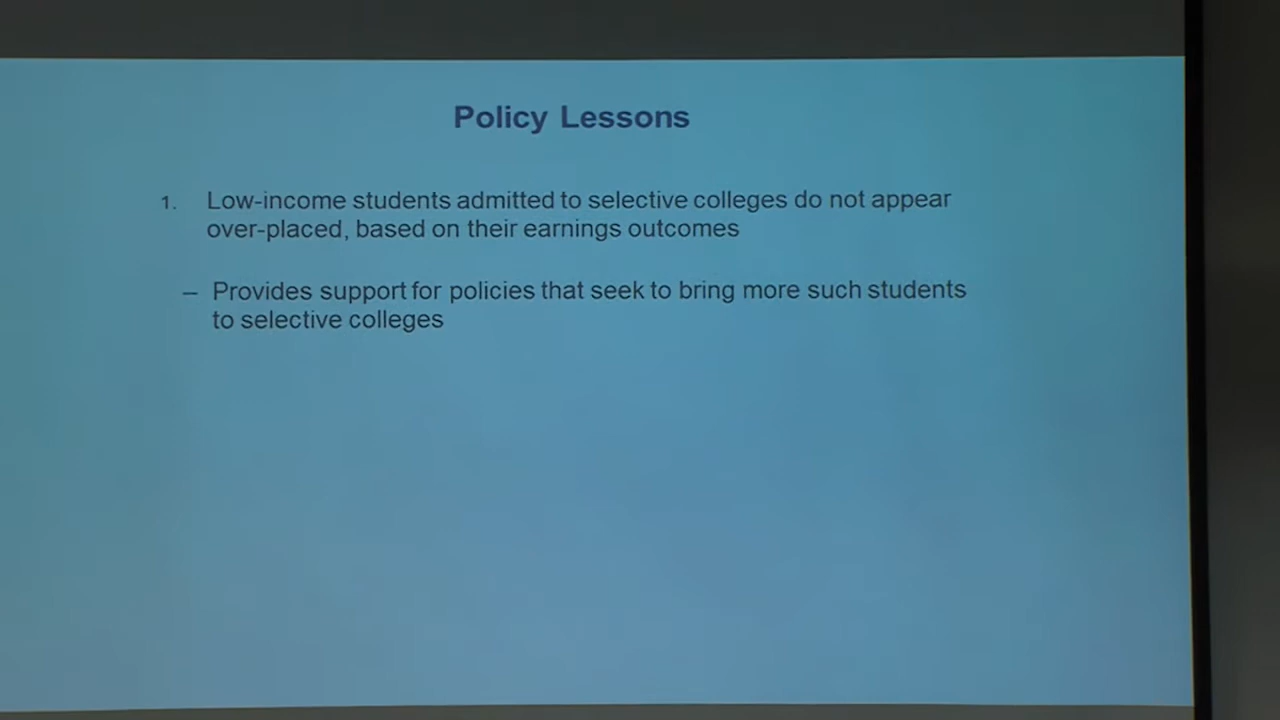 Policy Lessons
1. Low-income students admitted to selective colleges do not appear
over-placed, based on their earnings outcomes
– Provides support for policies that seek to bring more such students
to selective colleges